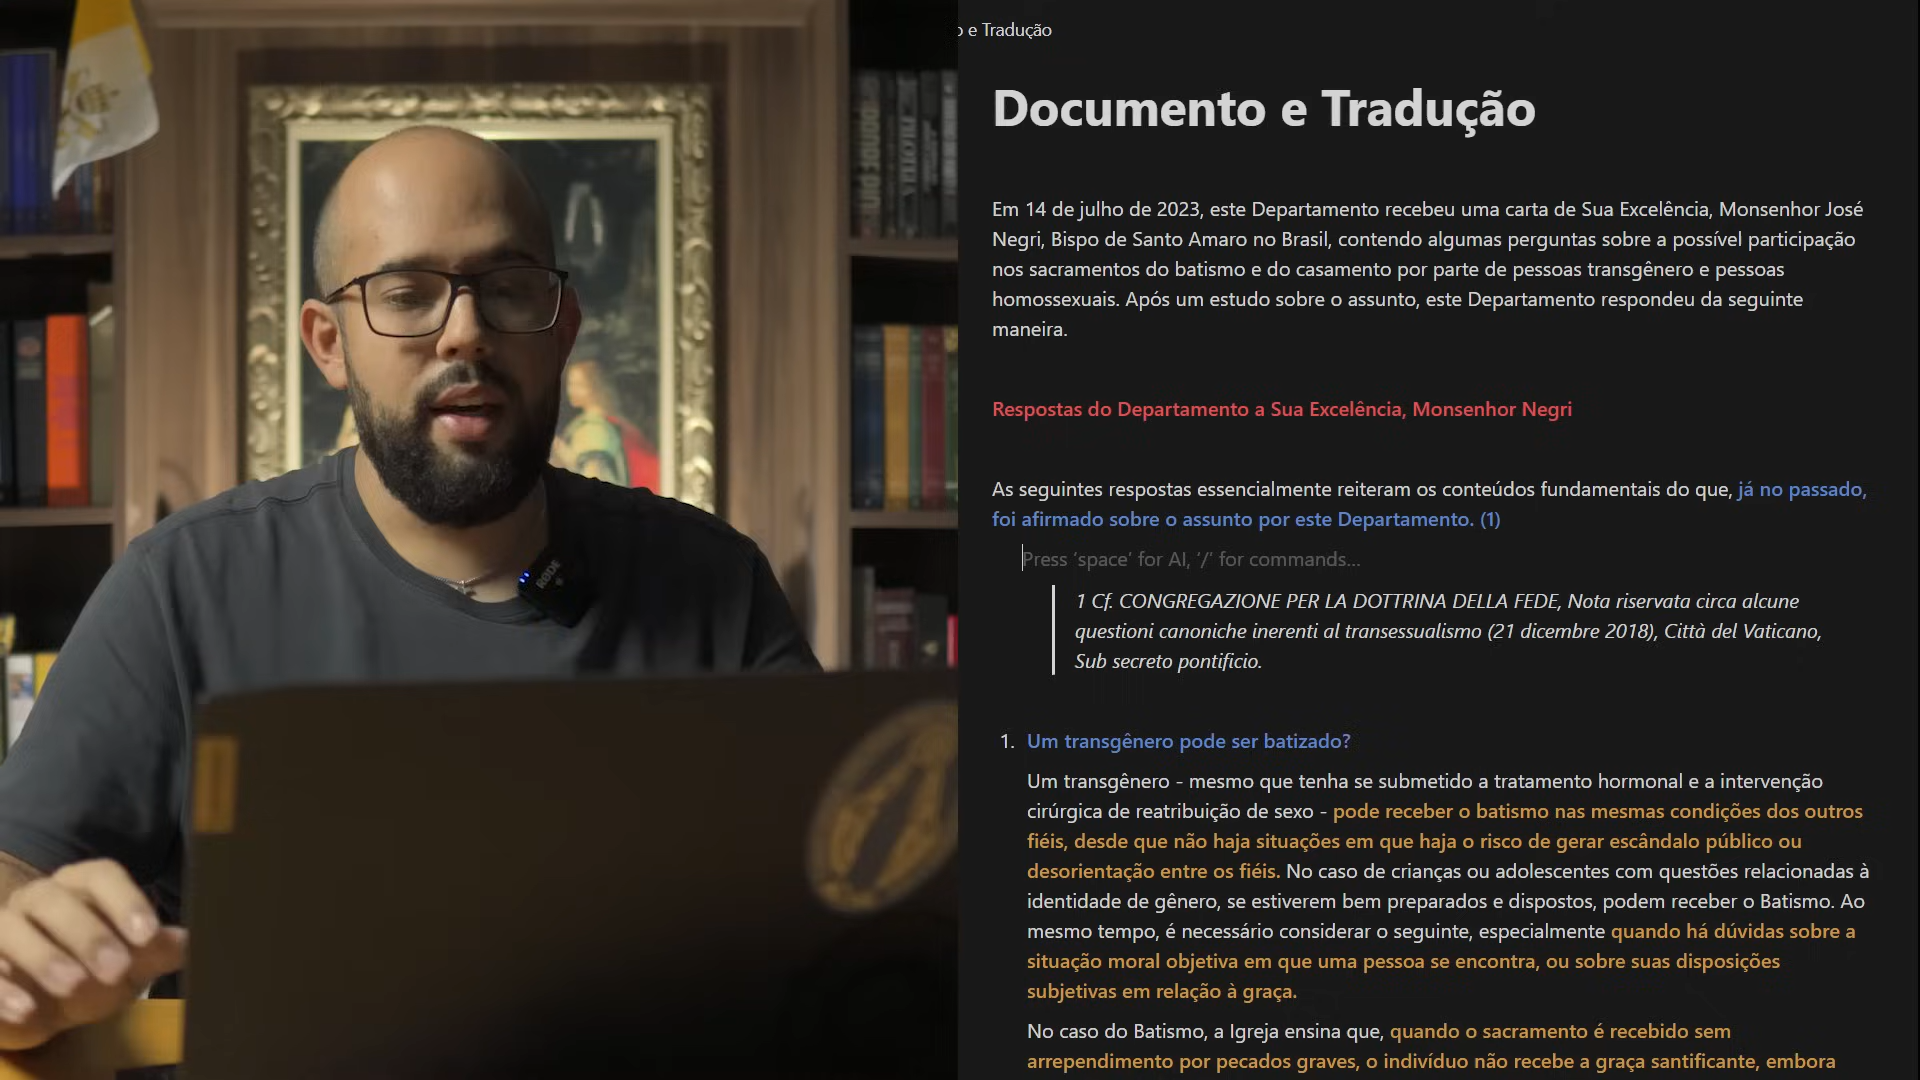 o e Tradução
Documento e Tradução
Em 14 de julho de 2023, este Departamento recebeu uma carta de Sua Excelência, Monsenhor José
Negri, Bispo de Santo Amaro no Brasil, contendo algumas perguntas sobre a possível participação
nos sacramentos do batismo e do casamento por parte de pessoas transgênero e pessoas
homossexuais. Após um estudo sobre o assunto, este Departamento respondeu da seguinte
maneira.
Respostas do Departamento a Sua Excelência, Monsenhor Negri
As seguintes respostas essencialmente reiteram os conteúdos fundamentais do que, já no passado,
foi afirmado sobre o assunto por este Departamento. (1)
Press ‘space’ for AI, ‘/’ for commands...
1 Cf. CONGREGAZIONE PER LA DOTTRINA DELLA FEDE, Nota riservata circa alcune
questioni canoniche inerenti al transessualismo (21 dicembre 2018), Città del Vaticano,
Sub secreto pontificio.
1. Um transgênero pode ser batizado?
Um transgênero - mesmo que tenha se submetido a tratamento hormonal e a intervenção
cirúrgica de reatribuição de sexo - pode receber o batismo nas mesmas condições dos outros
fiéis, desde que não haja situações em que haja o risco de gerar escândalo público ou
desorientação entre os fiéis. No caso de crianças ou adolescentes com questões relacionadas à
identidade de gênero, se estiverem bem preparados e dispostos, podem receber o Batismo. Ao
mesmo tempo, é necessário considerar o seguinte, especialmente quando há dúvidas sobre a
situação moral objetiva em que uma pessoa se encontra, ou sobre suas disposições
subjetivas em relação à graça.
No caso do Batismo, a Igreja ensina que, quando o sacramento é recebido sem
arrependimento por pecados graves, o indivíduo não recebe a graça santificante, embora
RØDE